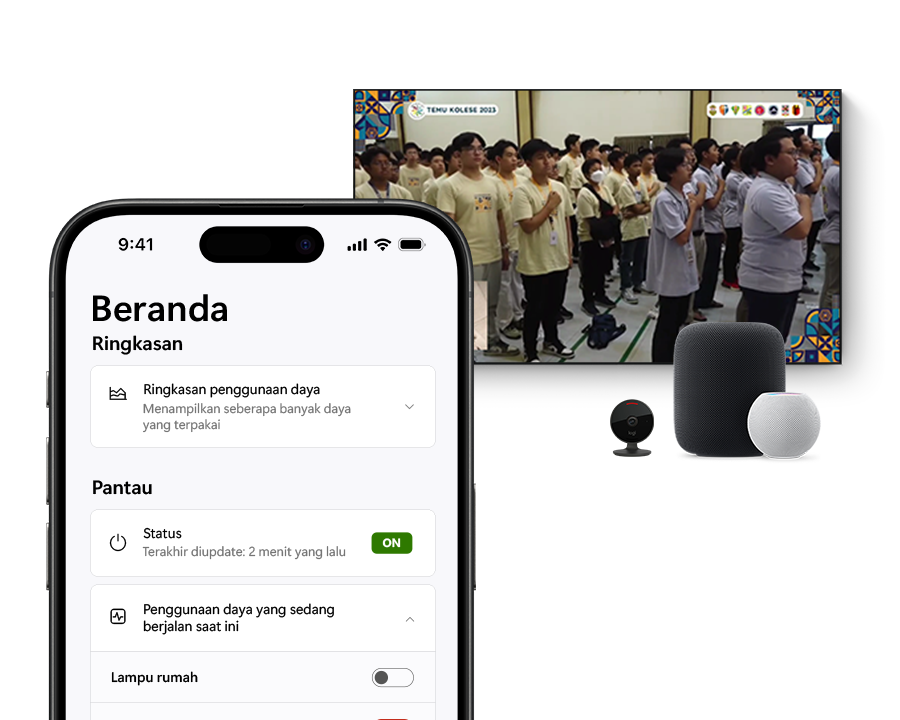 TEMU KOLESE 2023
9:41
Beranda
Ringkasan
Ringkasan penggunaan daya
Menampilkan seberapa banyak daya
yang terpakai
Pantau
Status
Terakhir diupdate: 2 menit yang lalu
ON
Penggunaan daya yang sedang
berjalan saat ini
Lampu rumah